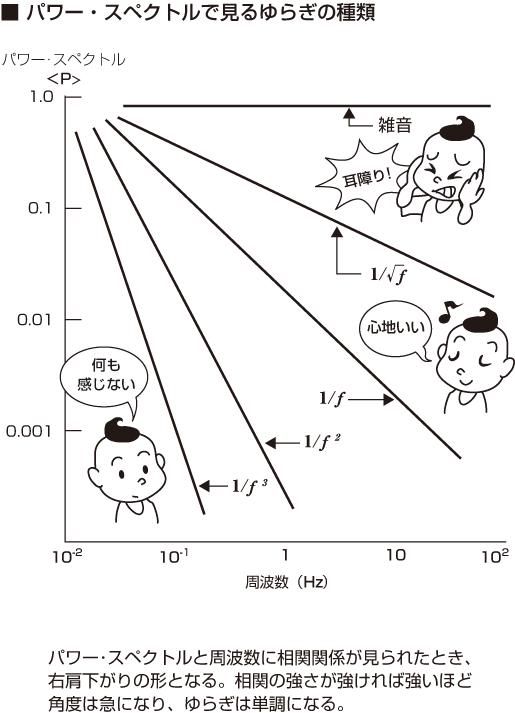 ■ パワー・スペクトルで見るゆらぎの種類
パワー・スペクトル
<P>
1.0
0.1
0.01
0.001
雑音
耳障り!
1/√f
心地いい
1/f
何も
感じない
1/f²
1/f³
10⁻²
10⁻¹
1
10
10²
周波数（Hz）
パワー・スペクトルと周波数に相関関係が見られたとき、
右肩下がりの形となる。相関の強さが強ければ強いほど
角度は急になり、ゆらぎは単調になる。